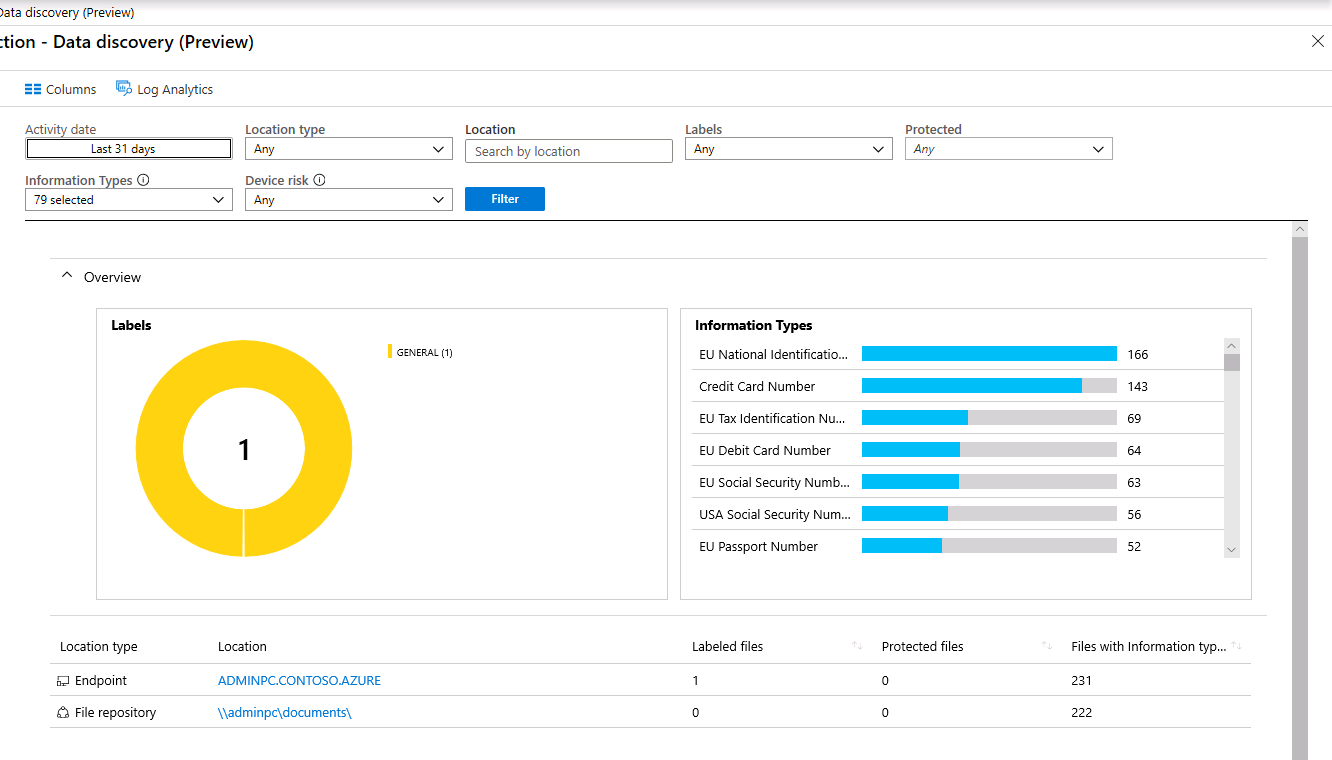 Data discovery (Preview)
ction - Data discovery (Preview)
Columns Log Analytics
Activity date Location type Location Labels Protected
Last 31 days Any Search by location Any Any
Information Types Device risk
79 selected Any Filter
Overview
Labels
GENERAL (1)
1
Information Types
EU National Identificatio... 166
Credit Card Number 143
EU Tax Identification Nu... 69
EU Debit Card Number 64
EU Social Security Numb... 63
USA Social Security Num... 56
EU Passport Number 52
Location type Location Labeled files Protected files Files with Information typ...
Endpoint ADMINPC.CONTOSO.AZURE 1 0 231
File repository \\adminpc\documents\ 0 0 222